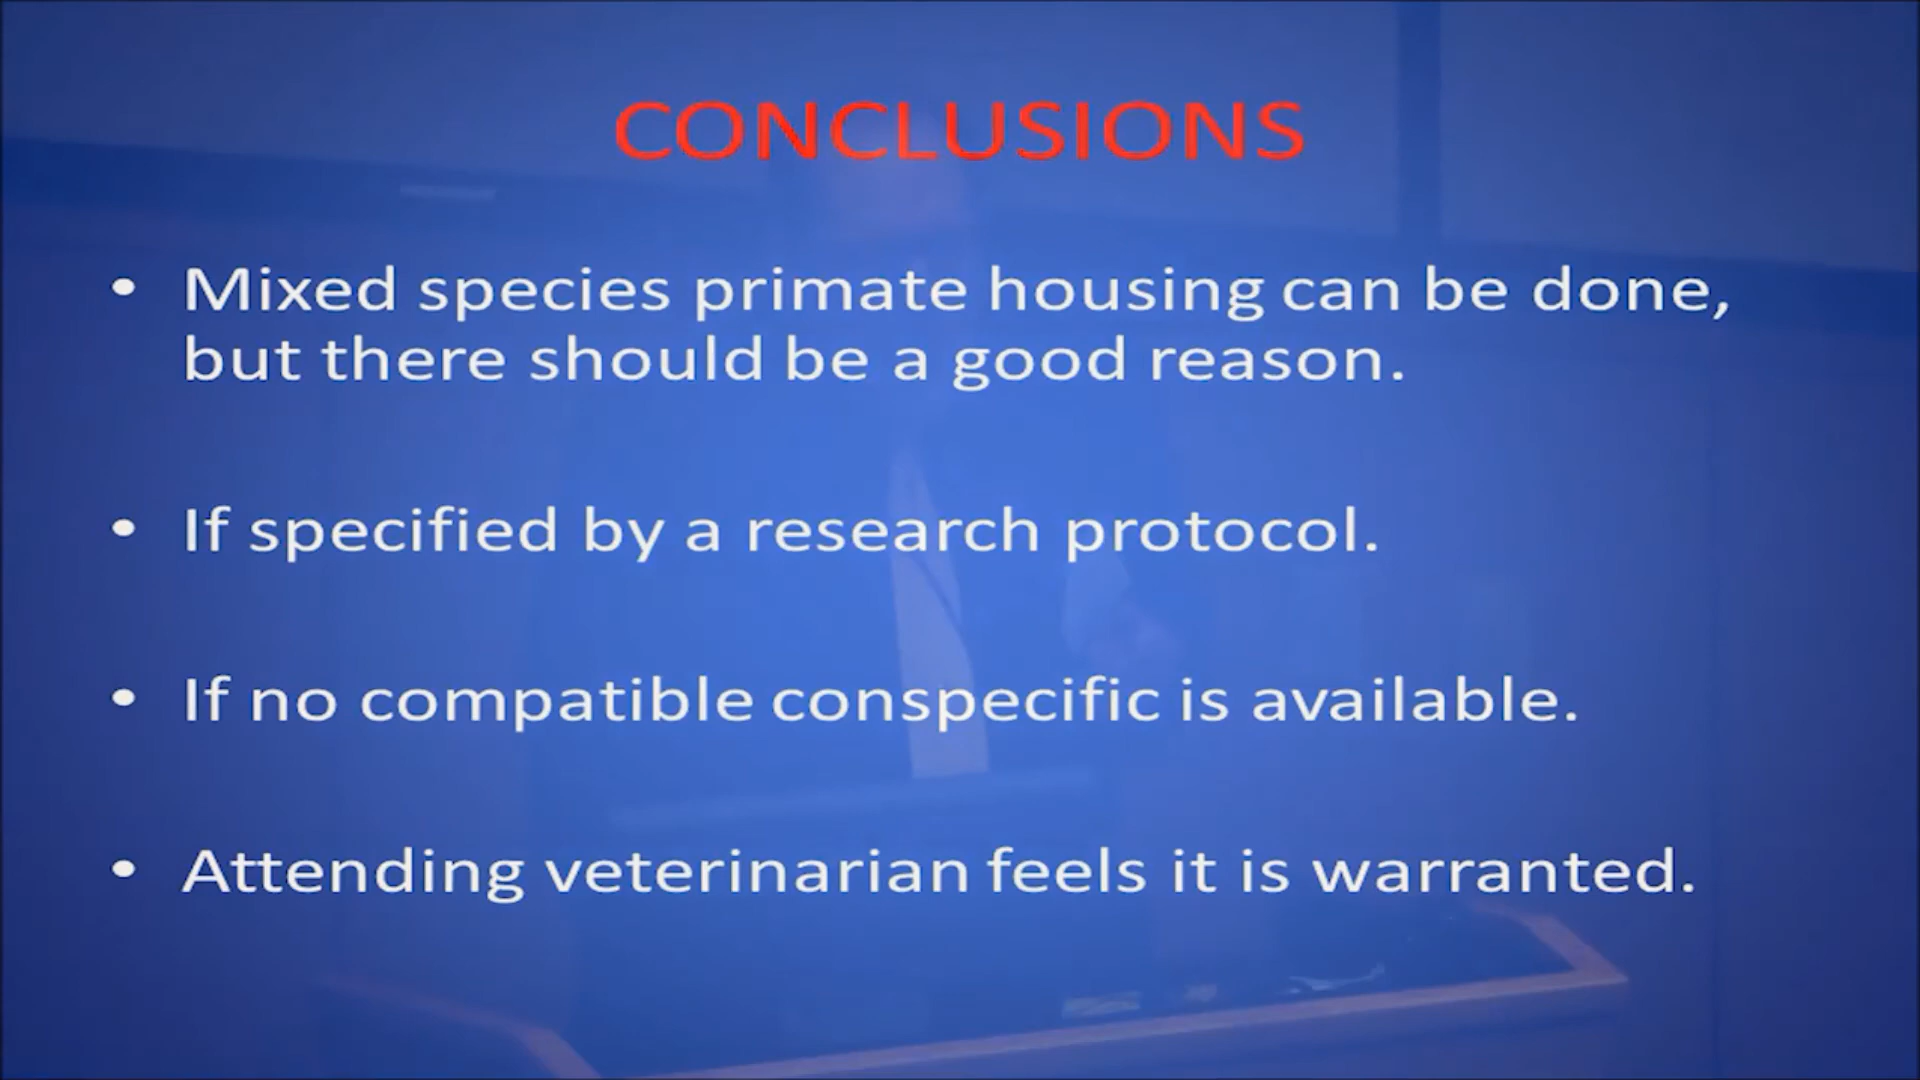 CONCLUSIONS
• Mixed species primate housing can be done,
but there should be a good reason.
• If specified by a research protocol.
• If no compatible conspecific is available.
• Attending veterinarian feels it is warranted.